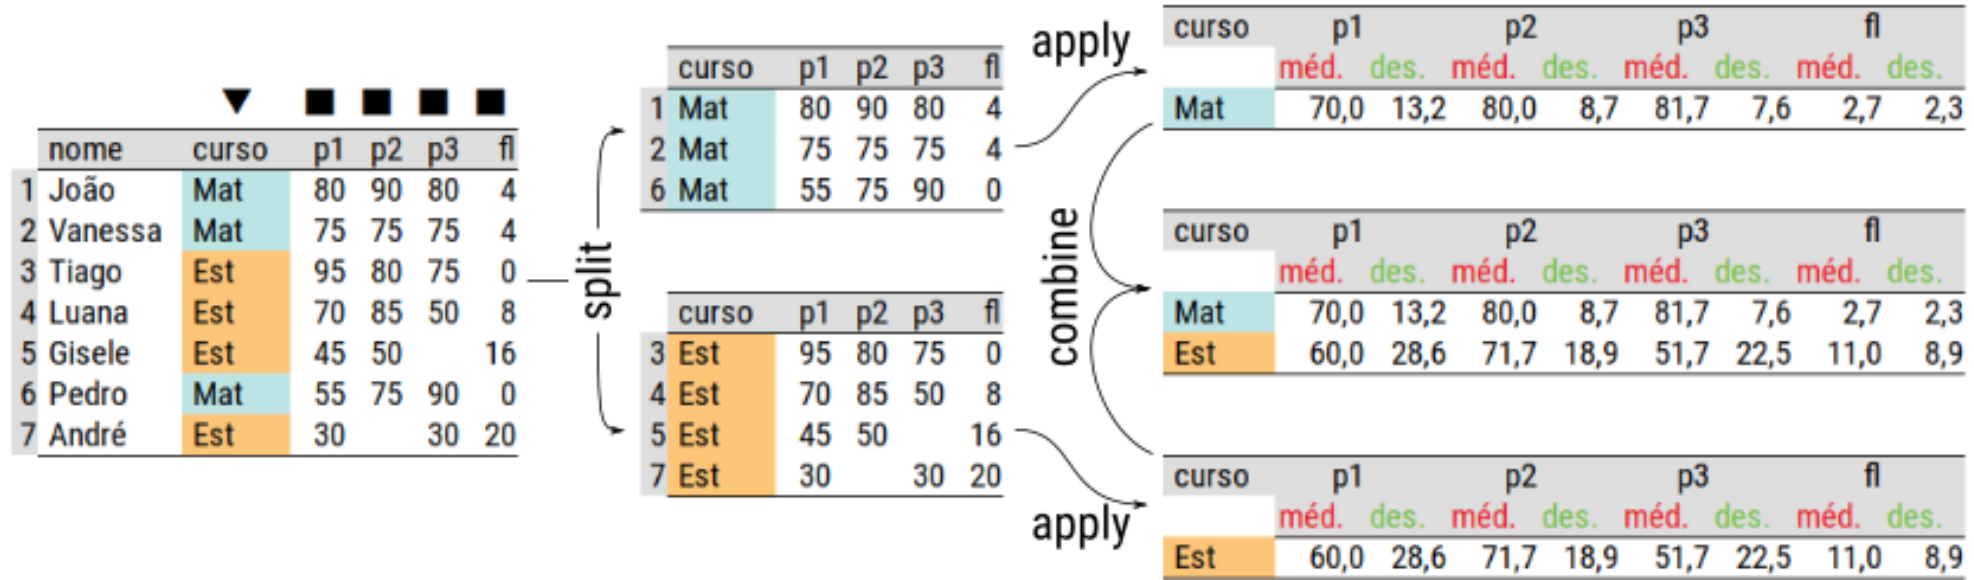 nome curso p1 p2 p3 fl
1 João Mat 80 90 80 4
2 Vanessa Mat 75 75 75 4
3 Tiago Est 95 80 75 0
4 Luana Est 70 85 50 8
5 Gisele Est 45 50 16
6 Pedro Mat 55 75 90 0
7 André Est 30 30 20
split
curso p1 p2 p3 fl
1 Mat 80 90 80 4
2 Mat 75 75 75 4
6 Mat 55 75 90 0
curso p1 p2 p3 fl
3 Est 95 80 75 0
4 Est 70 85 50 8
5 Est 45 50 16
7 Est 30 30 20
apply
apply
combine
curso p1 p2 p3 fl
méd. des. méd. des. méd. des. méd. des.
Mat 70,0 13,2 80,0 8,7 81,7 7,6 2,7 2,3
curso p1 p2 p3 fl
méd. des. méd. des. méd. des. méd. des.
Mat 70,0 13,2 80,0 8,7 81,7 7,6 2,7 2,3
Est 60,0 28,6 71,7 18,9 51,7 22,5 11,0 8,9
curso p1 p2 p3 fl
méd. des. méd. des. méd. des. méd. des.
Est 60,0 28,6 71,7 18,9 51,7 22,5 11,0 8,9